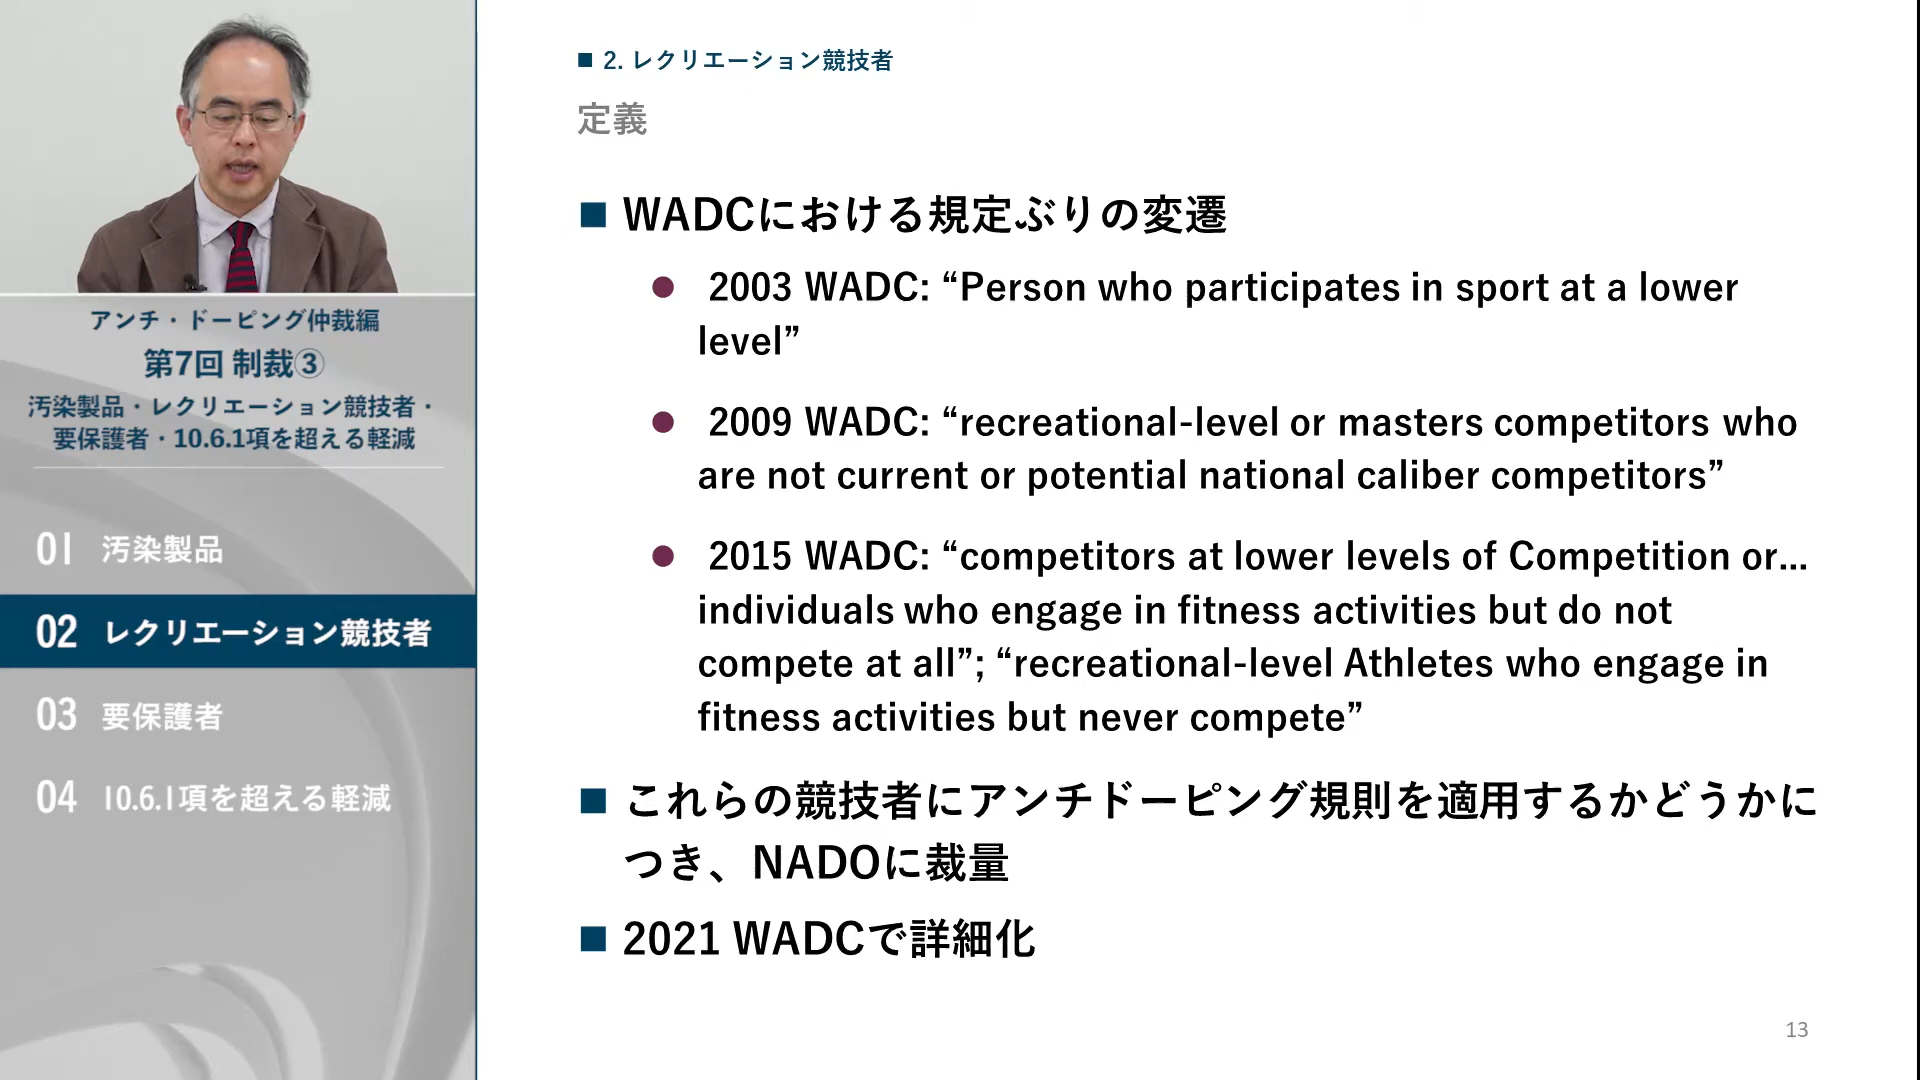 アンチ・ドーピング仲裁編
第7回 制裁③
汚染製品・レクリエーション競技者・
要保護者・10.6.1項を超える軽減
01 汚染製品
02 レクリエーション競技者
03 要保護者
04 10.6.1項を超える軽減
■ 2. レクリエーション競技者
定義
■ WADCにおける規定ぶりの変遷
● 2003 WADC: “Person who participates in sport at a lower
level”
● 2009 WADC: “recreational-level or masters competitors who
are not current or potential national caliber competitors”
● 2015 WADC: “competitors at lower levels of Competition or…
individuals who engage in fitness activities but do not
compete at all”; “recreational-level Athletes who engage in
fitness activities but never compete”
■ これらの競技者にアンチドーピング規則を適用するかどうかに
つき、NADOに裁量
■ 2021 WADCで詳細化
13